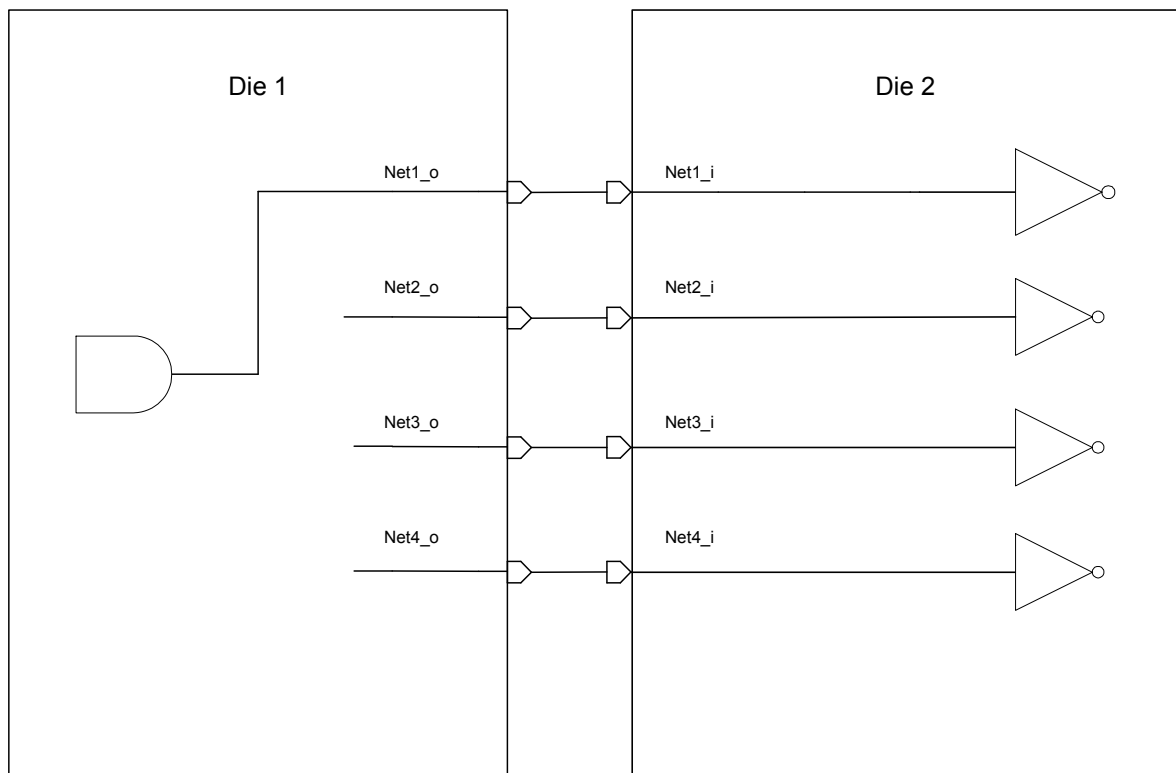 Die 1
Die 2
Net1_o
Net1_i
Net2_o
Net2_i
Net3_o
Net3_i
Net4_o
Net4_i